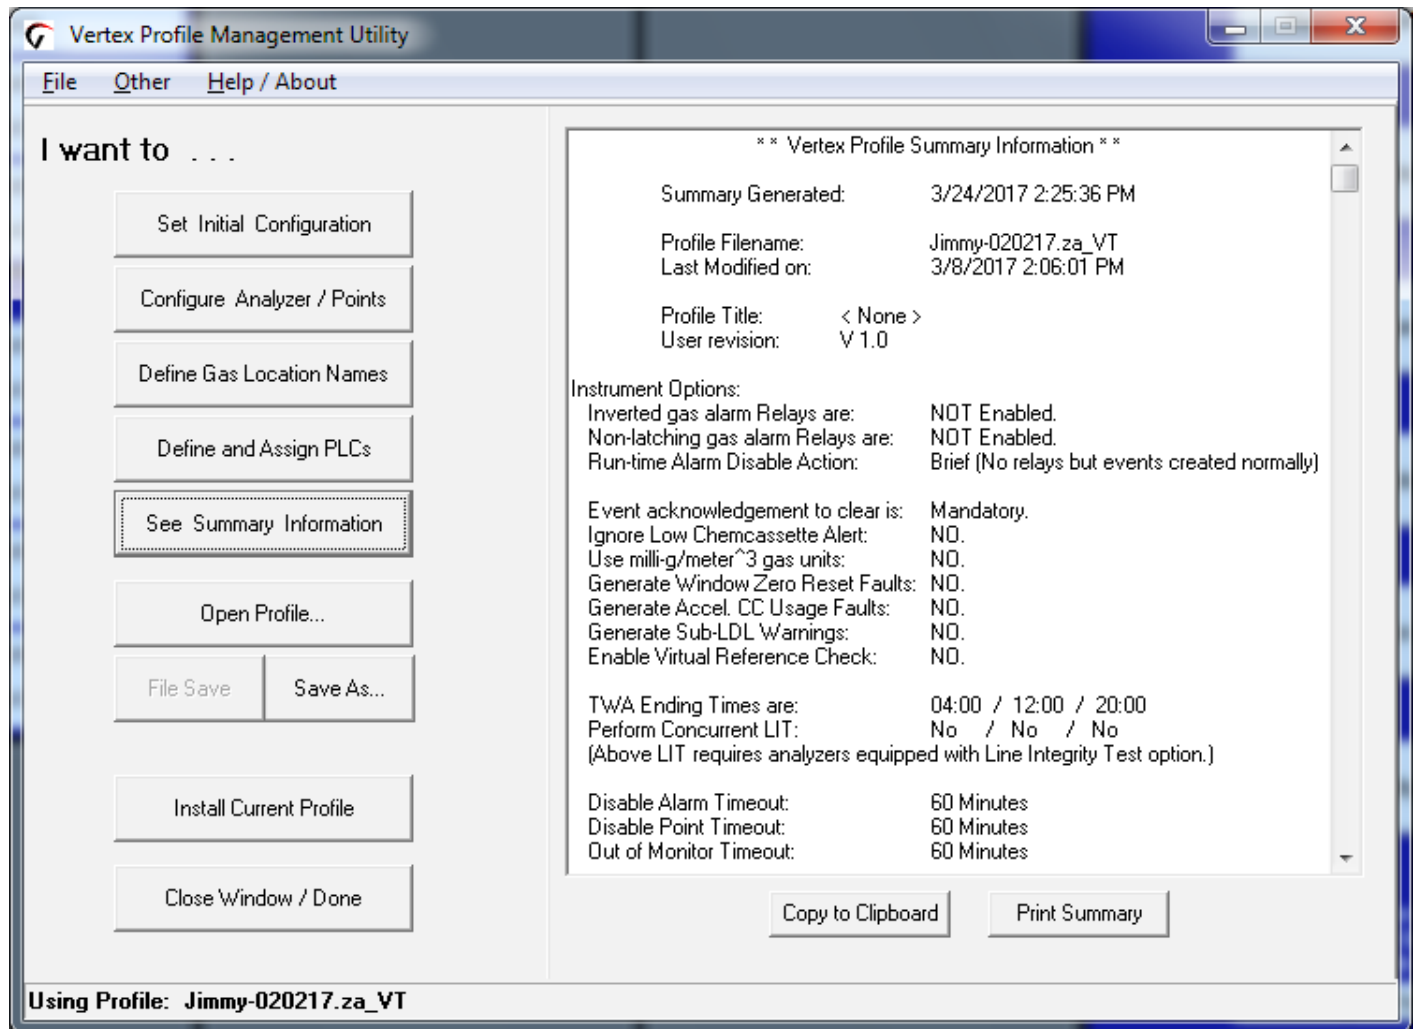 Vertex Profile Management Utility
File Other Help / About
I want to . . .
Set Initial Configuration
Configure Analyzer / Points
Define Gas Location Names
Define and Assign PLCs
See Summary Information
Open Profile...
File Save Save As...
Install Current Profile
Close Window / Done
** Vertex Profile Summary Information **
Summary Generated: 3/24/2017 2:25:36 PM
Profile Filename: Jimmy-020217.za_VT
Last Modified on: 3/8/2017 2:06:01 PM
Profile Title: < None >
User revision: V 1.0
Instrument Options:
Inverted gas alarm Relays are: NOT Enabled.
Non-latching gas alarm Relays are: NOT Enabled.
Run-time Alarm Disable Action: Brief (No relays but events created normally)
Event acknowledgement to clear is: Mandatory.
Ignore Low Chemcassette Alert: NO.
Use milli-g/meter^3 gas units: NO.
Generate Window Zero Reset Faults: NO.
Generate Accel. CC Usage Faults: NO.
Generate Sub-LDL Warnings: NO.
Enable Virtual Reference Check: NO.
TWA Ending Times are: 04:00 / 12:00 / 20:00
Perform Concurrent LIT: No / No / No
(Above LIT requires analyzers equipped with Line Integrity Test option.)
Disable Alarm Timeout: 60 Minutes
Disable Point Timeout: 60 Minutes
Out of Monitor Timeout: 60 Minutes
Copy to Clipboard Print Summary
Using Profile: Jimmy-020217.za_VT